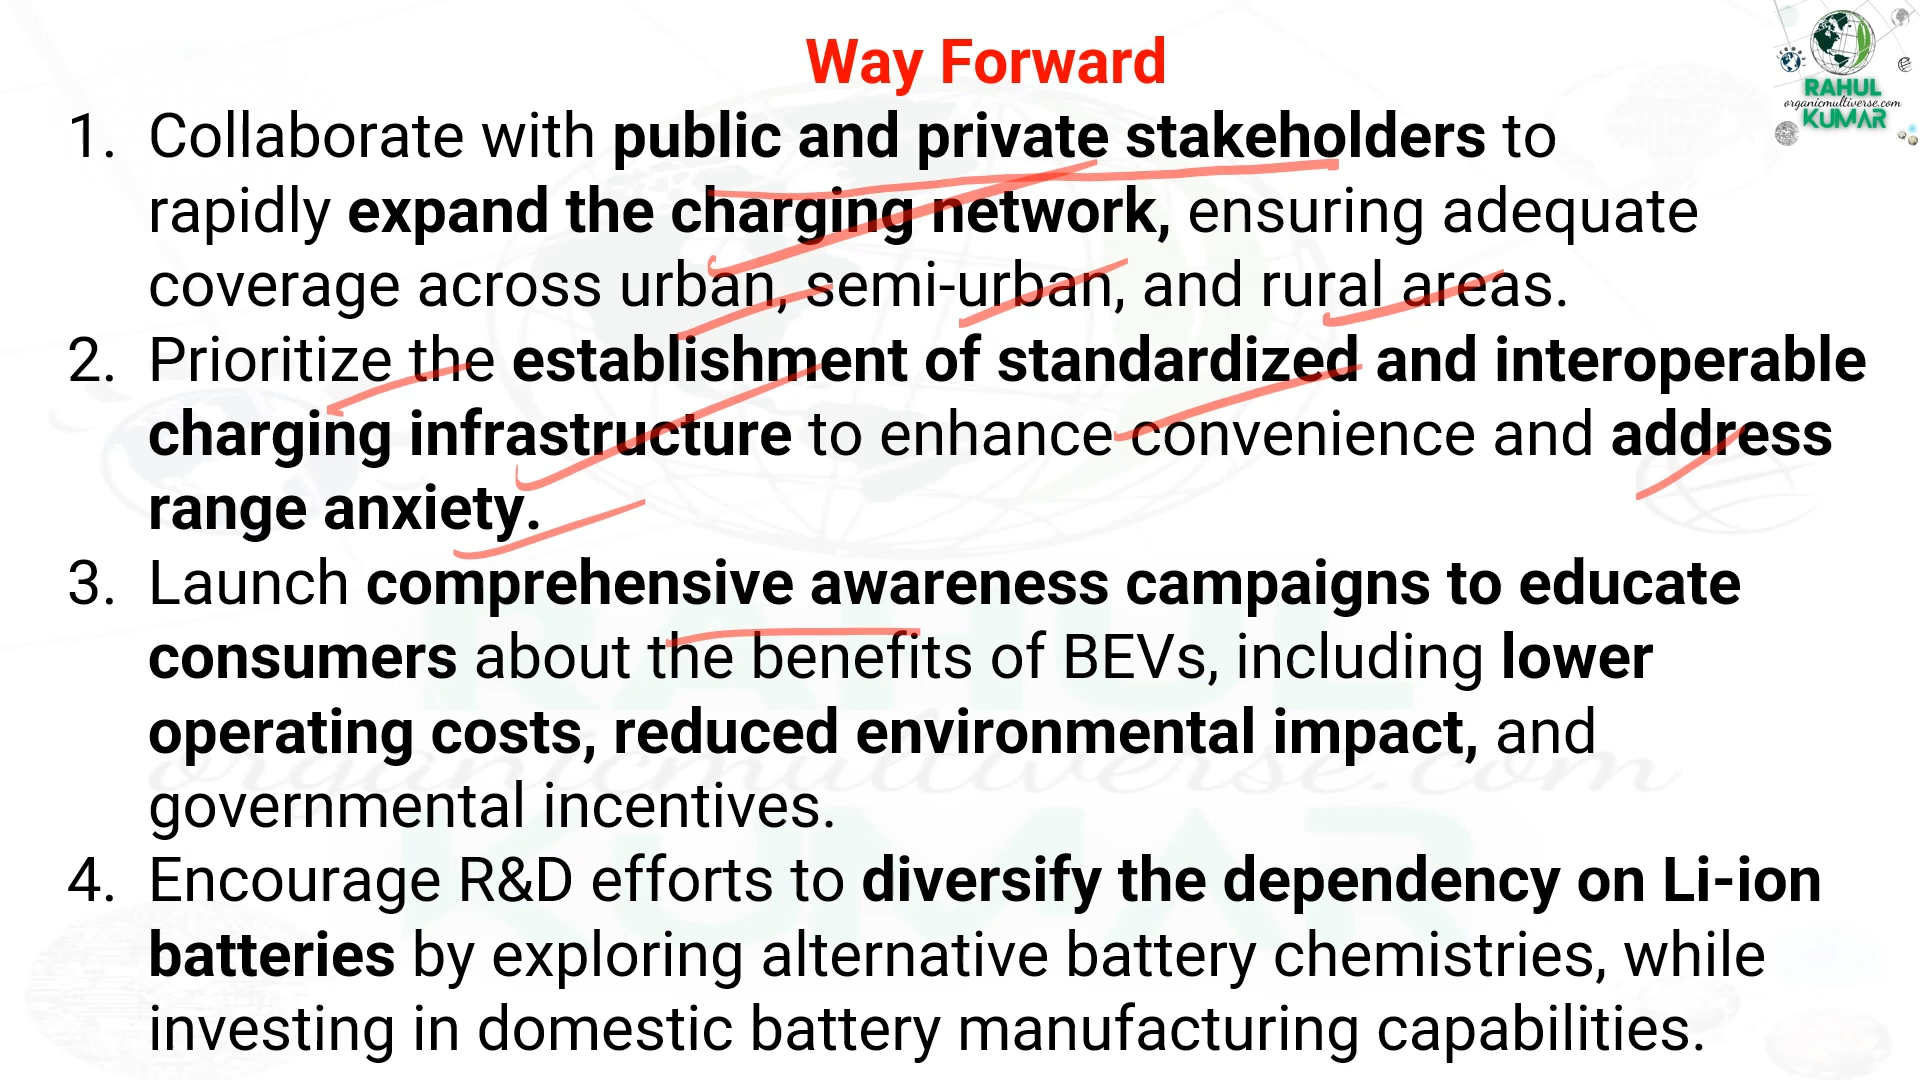 Way Forward
RAHUL
organicmultiverse.com
KUMAR
1. Collaborate with public and private stakeholders to
rapidly expand the charging network, ensuring adequate
coverage across urban, semi-urban, and rural areas.
2. Prioritize the establishment of standardized and interoperable
charging infrastructure to enhance convenience and address
range anxiety.
3. Launch comprehensive awareness campaigns to educate
consumers about the benefits of BEVs, including lower
operating costs, reduced environmental impact, and
governmental incentives.
4. Encourage R&D efforts to diversify the dependency on Li-ion
batteries by exploring alternative battery chemistries, while
investing in domestic battery manufacturing capabilities.
RAHUL
organicmultiverse.com
KUMAR